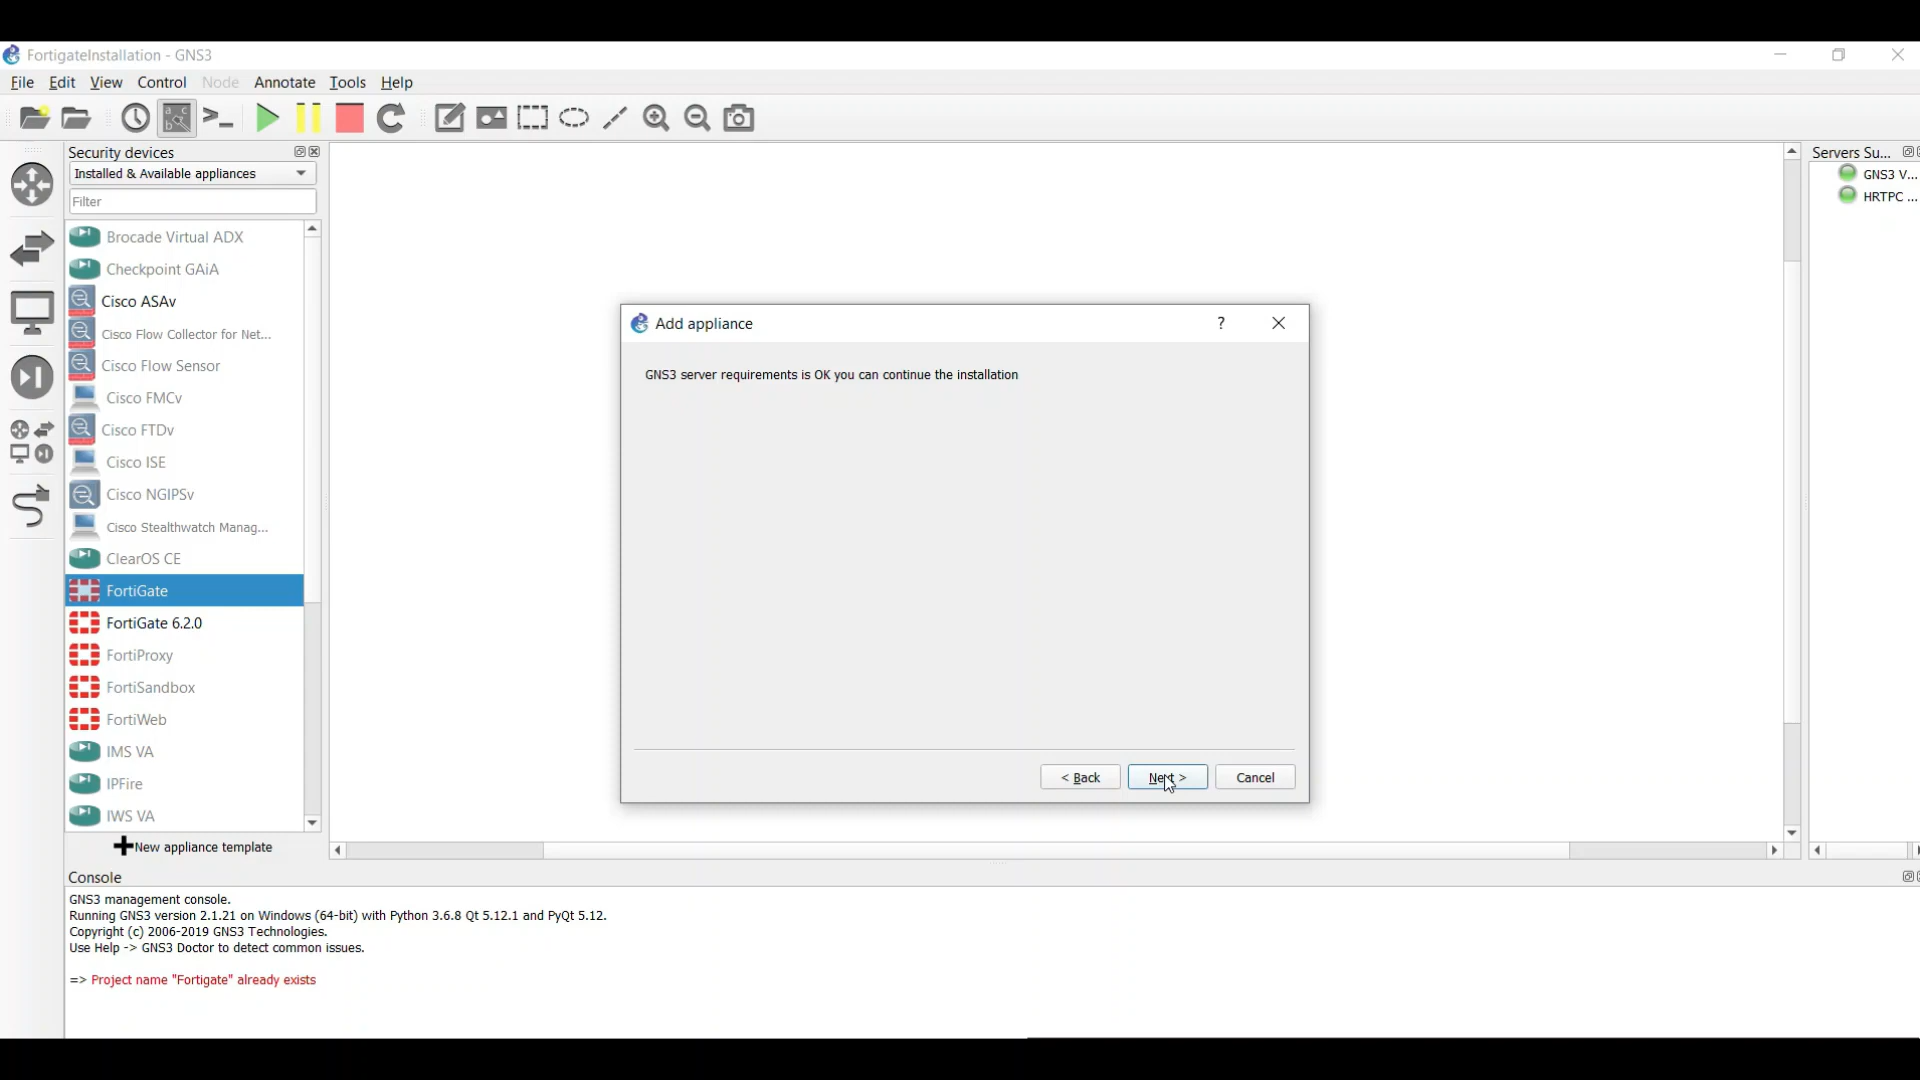 FortigateInstallation - GNS3
File Edit View Control Node Annotate Tools Help
Security devices
Installed & Available appliances
Filter
Brocade Virtual ADX
Checkpoint GAiA
Cisco ASAv
Cisco Flow Collector for Net...
Cisco Flow Sensor
Cisco FMCv
Cisco FTDv
Cisco ISE
Cisco NGIPSv
Cisco Stealthwatch Manag...
ClearOS CE
FortiGate
FortiGate 6.2.0
FortiProxy
FortiSandbox
FortiWeb
IMS VA
IPFire
IWS VA
New appliance template
Add appliance
?
GNS3 server requirements is OK you can continue the installation
< Back Next > Cancel
Servers Su...
GNS3 V...
HRTPC ...
Console
GNS3 management console.
Running GNS3 version 2.1.21 on Windows (64-bit) with Python 3.6.8 Qt 5.12.1 and PyQt 5.12.
Copyright (c) 2006-2019 GNS3 Technologies.
Use Help -> GNS3 Doctor to detect common issues.
=> Project name "Fortigate" already exists